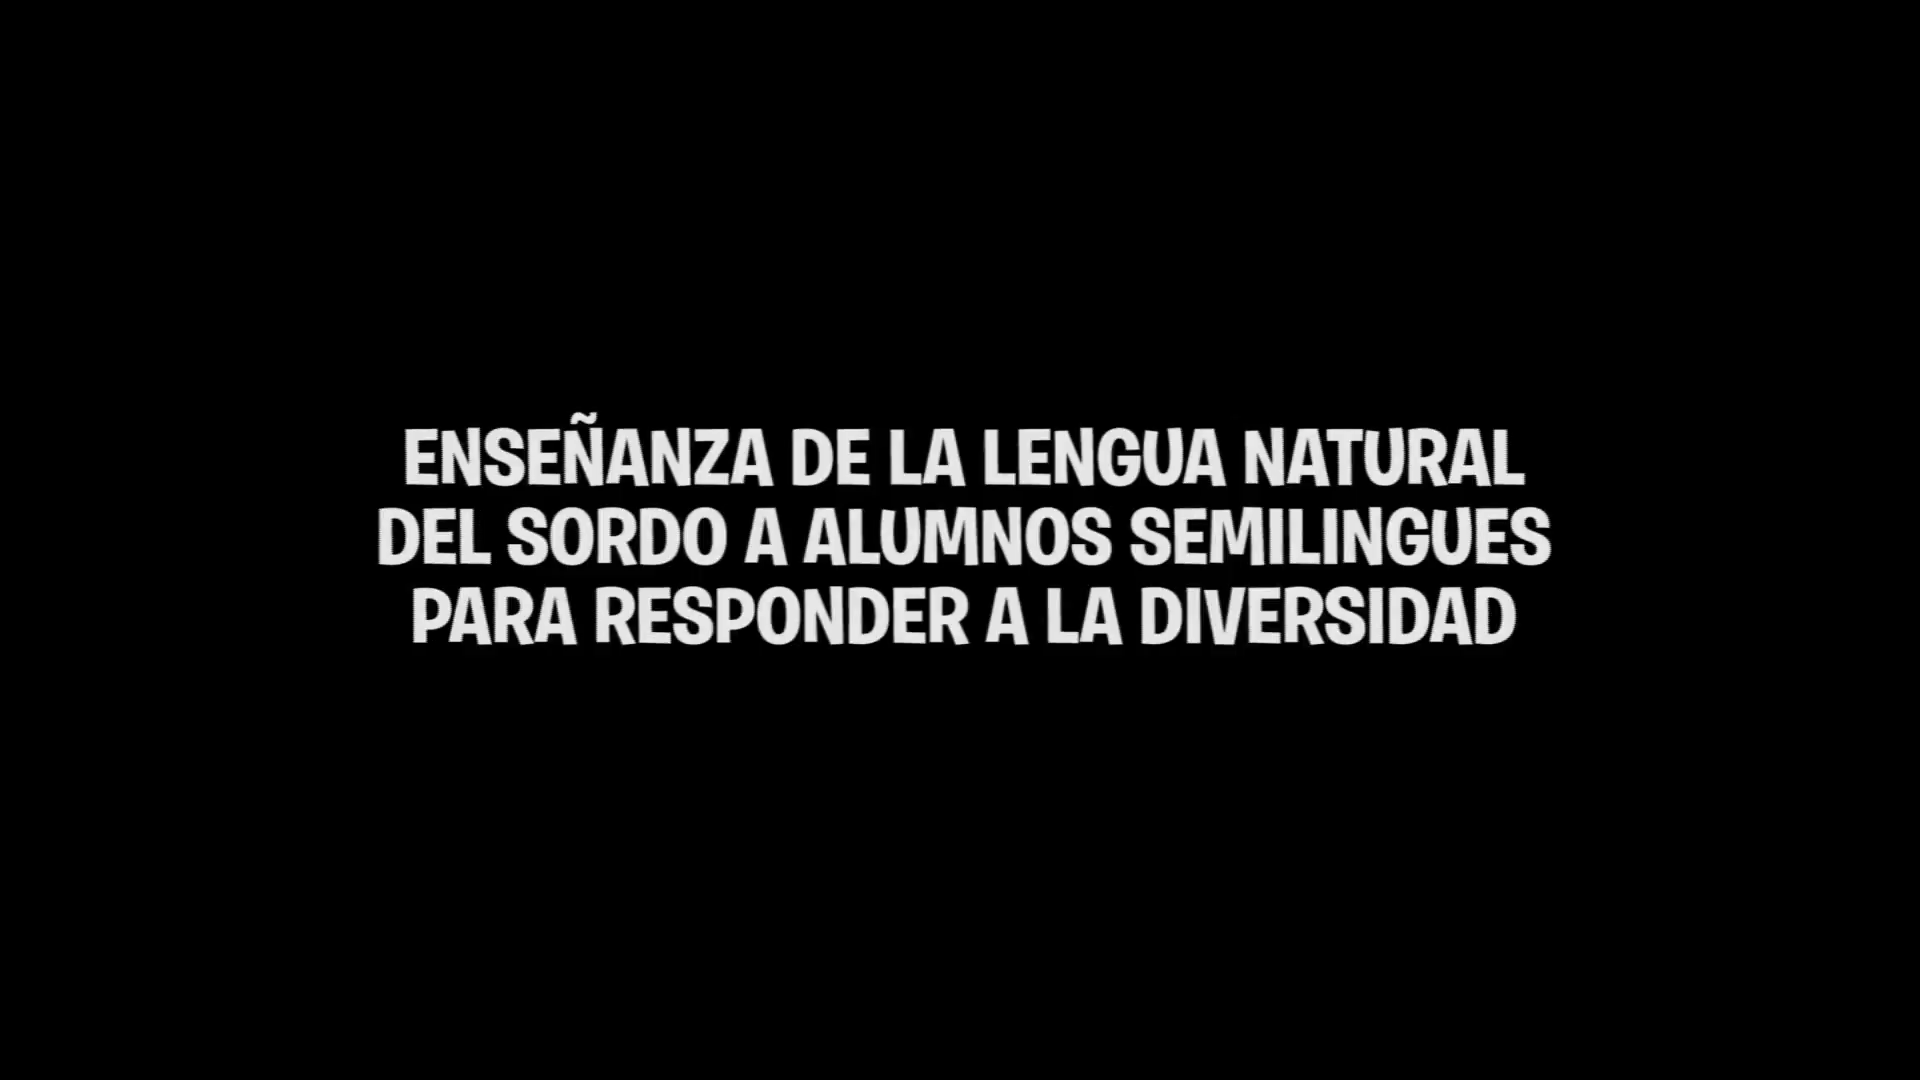 ENSEÑANZA DE LA LENGUA NATURAL
DEL SORDO A ALUMNOS SEMILINGUES
PARA RESPONDER A LA DIVERSIDAD